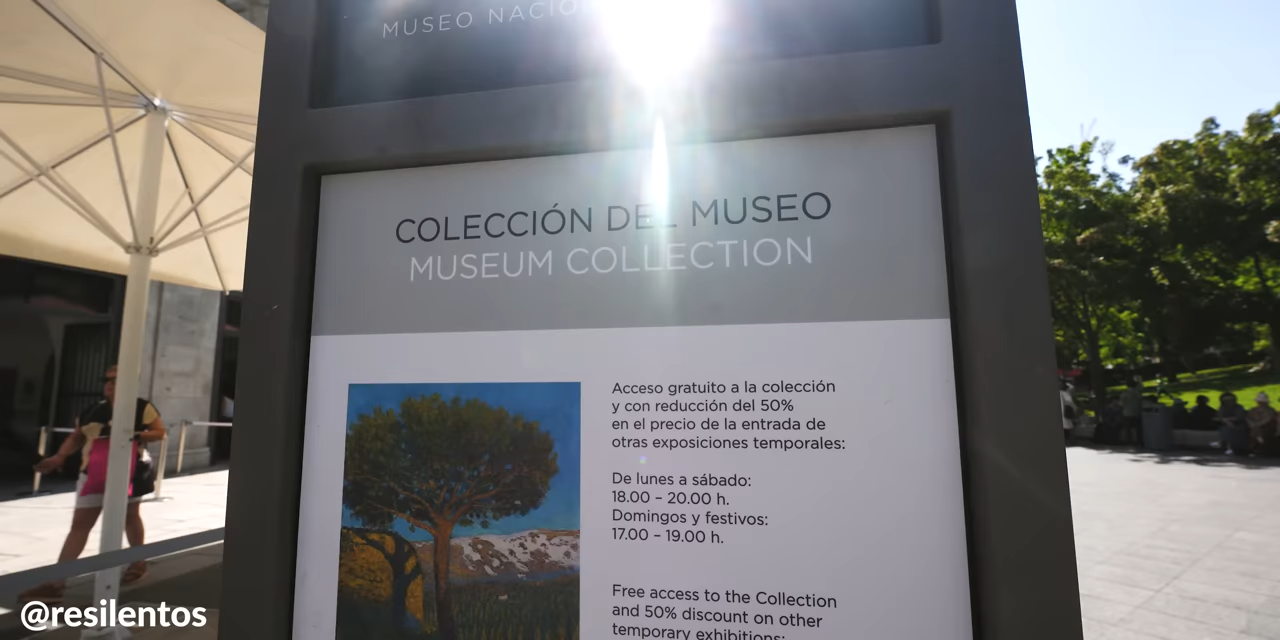 MUSEO NACIO
COLECCIÓN DEL MUSEO
MUSEUM COLLECTION
Acceso gratuito a la colección
y con reducción del 50%
en el precio de la entrada de
otras exposiciones temporales:
De lunes a sábado:
18.00 – 20.00 h.
Domingos y festivos:
17.00 – 19.00 h.
Free access to the Collection
and 50% discount on other
temporary exhibitions:
@resilentos